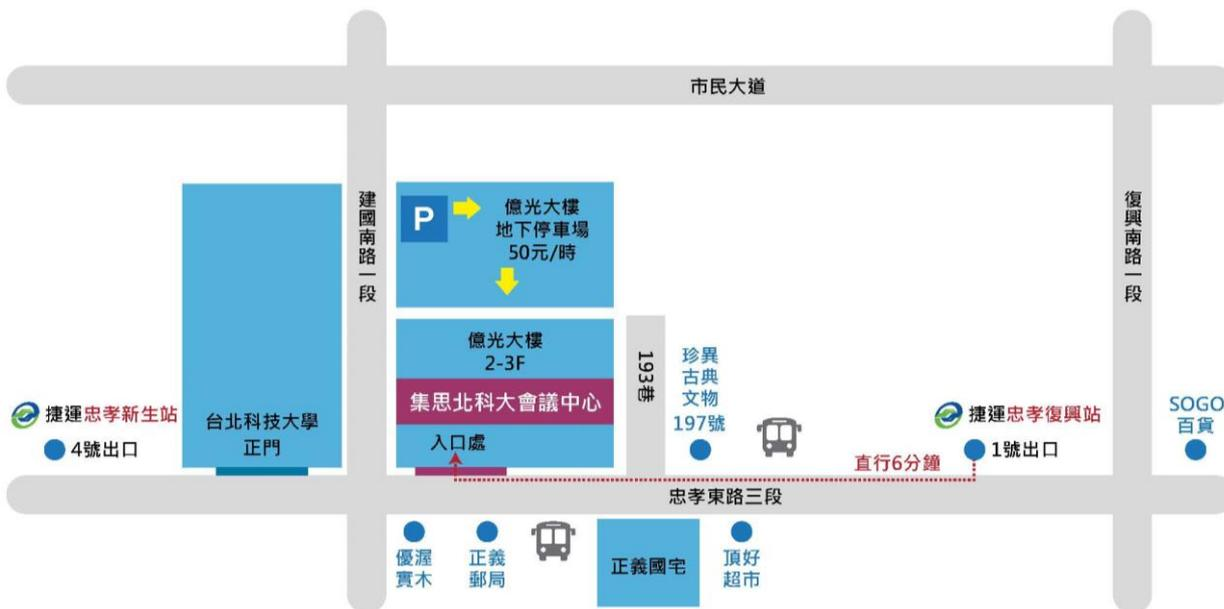 市民大道
建國南路一段
復興南路一段
P
億光大樓
地下停車場
50元/時
億光大樓
2-3F
集思北科大會議中心
入口處
193巷
珍異
古典
文物
197號
捷運忠孝新生站
4號出口
台北科技大學
正門
捷運忠孝復興站
1號出口
SOGO
百貨
直行6分鐘
忠孝東路三段
優渥
實木
正義
郵局
正義國宅
頂好
超市